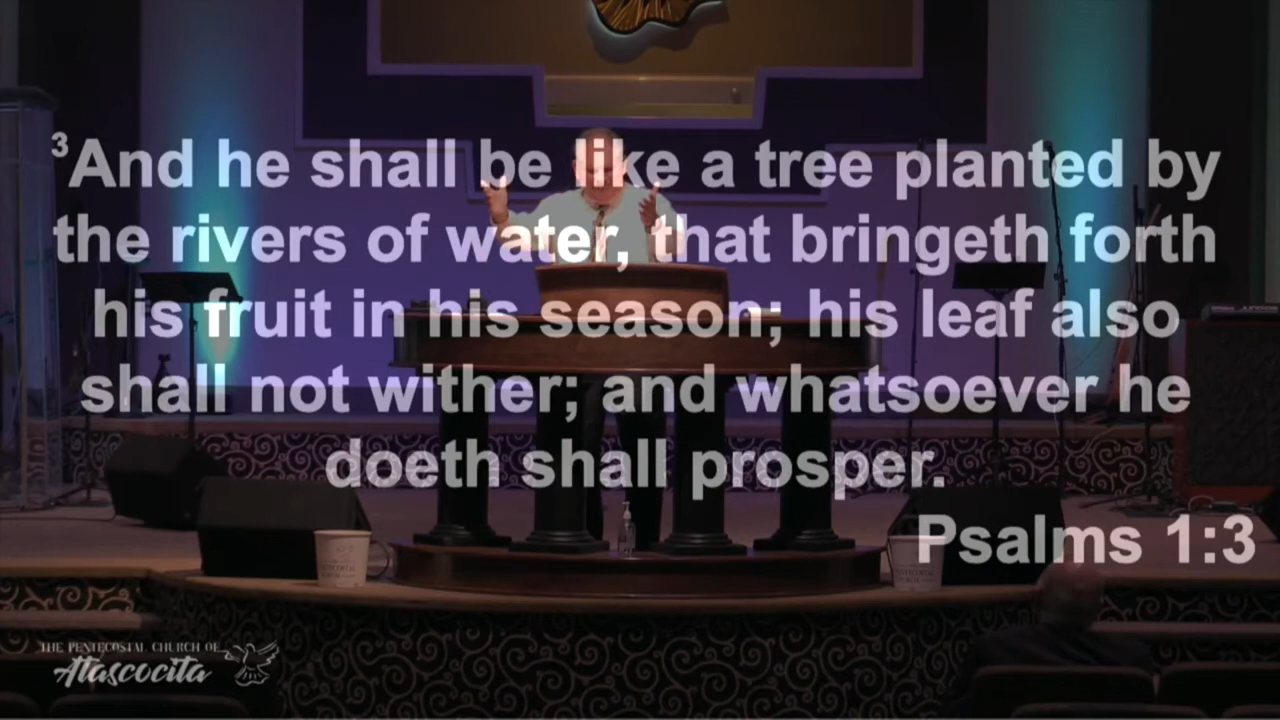 ³And he shall be like a tree planted by
the rivers of water, that bringeth forth
his fruit in his season; his leaf also
shall not wither; and whatsoever he
doeth shall prosper.
Psalms 1:3
THE PENTECOSTAL CHURCH OF
Atascocita